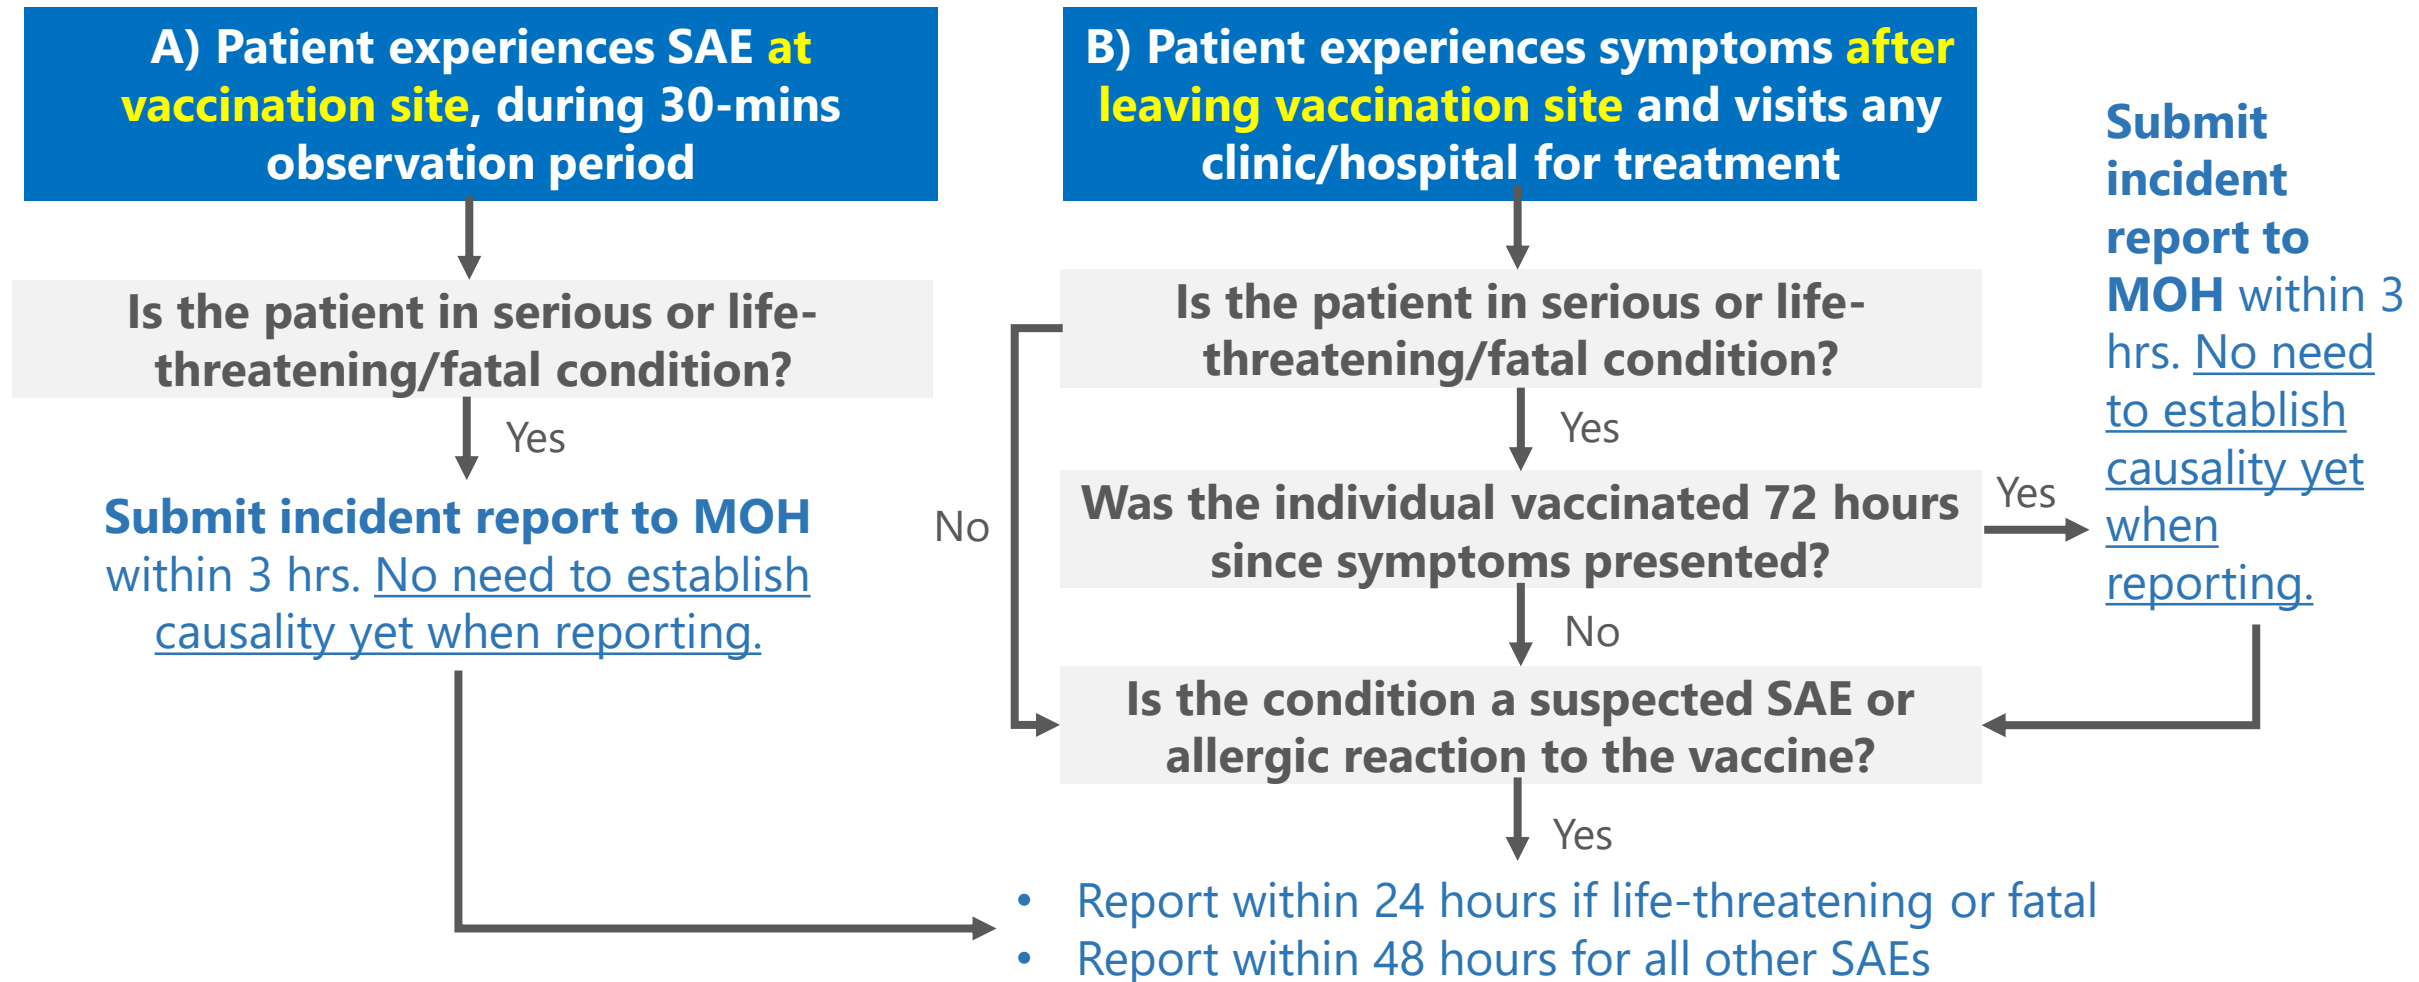 A) Patient experiences SAE at
vaccination site, during 30-mins
observation period
Is the patient in serious or life-
threatening/fatal condition?
Yes
Submit incident report to MOH
within 3 hrs. No need to establish
causality yet when reporting.
B) Patient experiences symptoms after
leaving vaccination site and visits any
clinic/hospital for treatment
Is the patient in serious or life-
threatening/fatal condition?
Yes
No
Was the individual vaccinated 72 hours
since symptoms presented?
Yes
Submit
incident
report to
MOH within 3
hrs. No need
to establish
causality yet
when
reporting.
No
Is the condition a suspected SAE or
allergic reaction to the vaccine?
Yes
• Report within 24 hours if life-threatening or fatal
• Report within 48 hours for all other SAEs